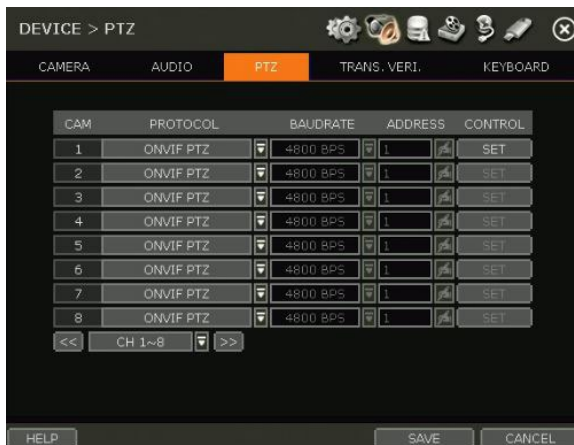 DEVICE > PTZ
CAMERA AUDIO PTZ TRANS. VERI. KEYBOARD
CAM PROTOCOL BAUDRATE ADDRESS CONTROL
1 ONVIF PTZ 4800 BPS 1 SET
2 ONVIF PTZ 4800 BPS 1 SET
3 ONVIF PTZ 4800 BPS 1 SET
4 ONVIF PTZ 4800 BPS 1 SET
5 ONVIF PTZ 4800 BPS 1 SET
6 ONVIF PTZ 4800 BPS 1 SET
7 ONVIF PTZ 4800 BPS 1 SET
8 ONVIF PTZ 4800 BPS 1 SET
<< CH 1~8 >>
HELP SAVE CANCEL